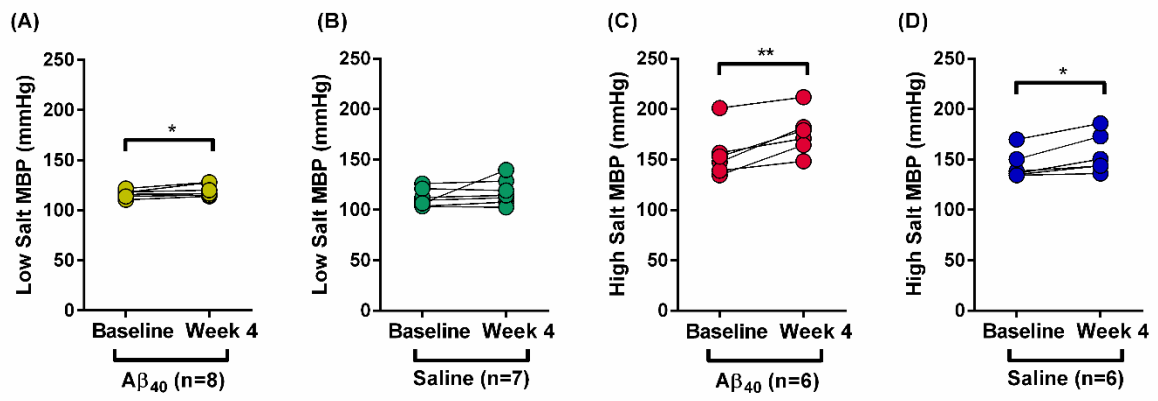 (A)
Low Salt MBP (mmHg)
250
200
150
100
50
0
*
Baseline Week 4
Aβ40 (n=8)
(B)
Low Salt MBP (mmHg)
250
200
150
100
50
0
Baseline Week 4
Saline (n=7)
(C)
High Salt MBP (mmHg)
250
200
150
100
50
0
**
Baseline Week 4
Aβ40 (n=6)
(D)
High Salt MBP (mmHg)
250
200
150
100
50
0
*
Baseline Week 4
Saline (n=6)